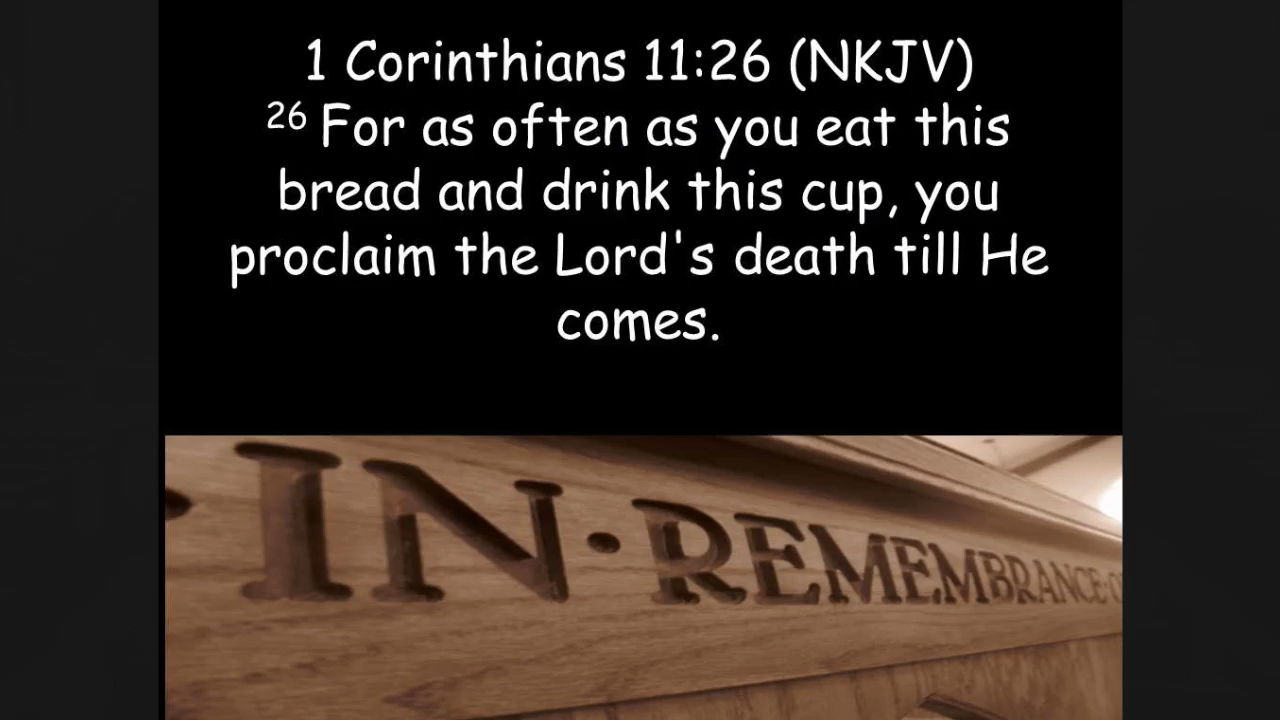 1 Corinthians 11:26 (NKJV)
26 For as often as you eat this
bread and drink this cup, you
proclaim the Lord's death till He
comes.
· IN · REMEMBRANCE · O